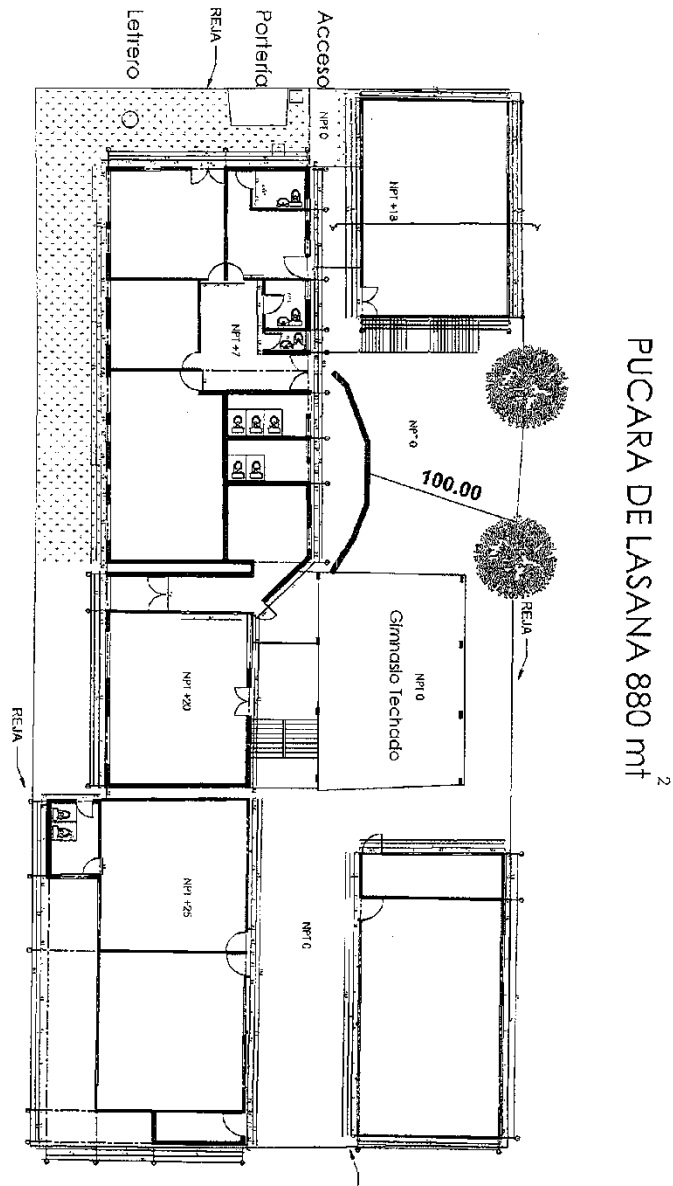 PUCARA DE LASANA 880 mt²
Acceso
Portería
REJA
Letrero
NPT 0
NPT +18
NPT +7
NPT 0
100.00
REJA
NPT 0
Gimnasio Techado
NPT +20
REJA
NPT +25
NPT 0